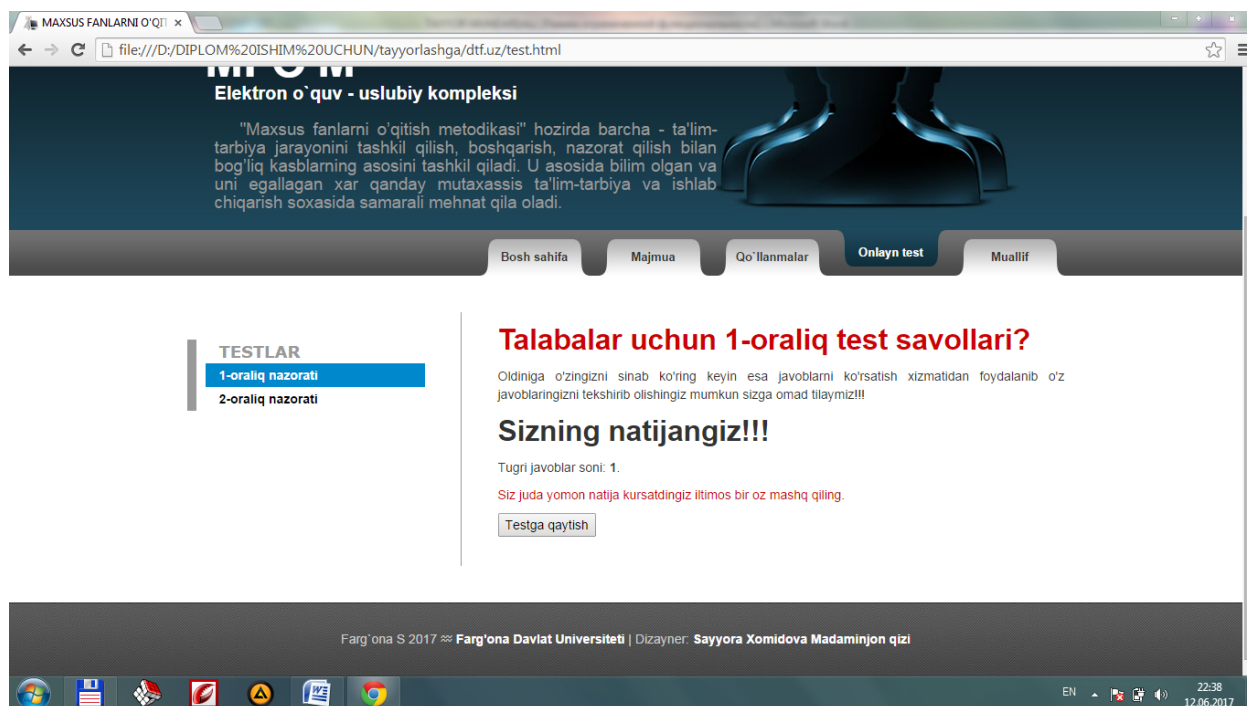 MAXSUS FANLARNI O'QIT
file:///D:/DIPLOM%20ISHIM%20UCHUN/tayyorlashga/dtf.uz/test.html
Elektron o`quv - uslubiy kompleksi
"Maxsus fanlarni o'qitish metodikasi" hozirda barcha - ta'lim-
tarbiya jarayonini tashkil qilish, boshqarish, nazorat qilish bilan
bog'liq kasblarning asosini tashkil qiladi. U asosida bilim olgan va
uni egallagan xar qanday mutaxassis ta'lim-tarbiya va ishlab
chiqarish soxasida samarali mehnat qila oladi.
Bosh sahifa Majmua Qo`llanmalar Onlayn test Muallif
TESTLAR
1-oraliq nazorati
2-oraliq nazorati
Talabalar uchun 1-oraliq test savollari?
Oldiniga o'zingizni sinab ko'ring keyin esa javoblarni ko'rsatish xizmatidan foydalanib o'z
javoblaringizni tekshirib olishingiz mumkun sizga omad tilaymiz!!!
Sizning natijangiz!!!
Tugri javoblar soni: 1.
Siz juda yomon natija kursatdingiz iltimos bir oz mashq qiling.
Testga qaytish
Farg`ona S 2017 ≈ Farg'ona Davlat Universiteti | Dizayner: Sayyora Xomidova Madaminjon qizi
EN
22:38
12.06.2017